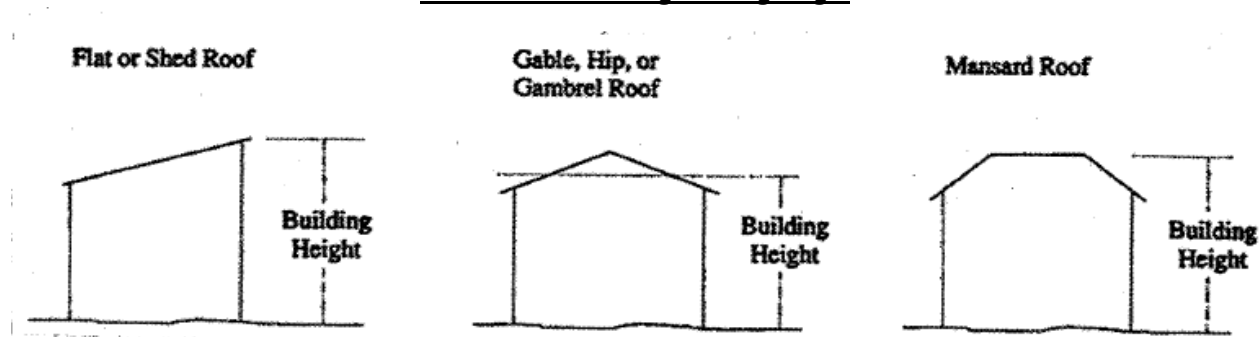 Flat or Shed Roof
Gable, Hip, or
Gambrel Roof
Mansard Roof
Building
Height
Building
Height
Building
Height